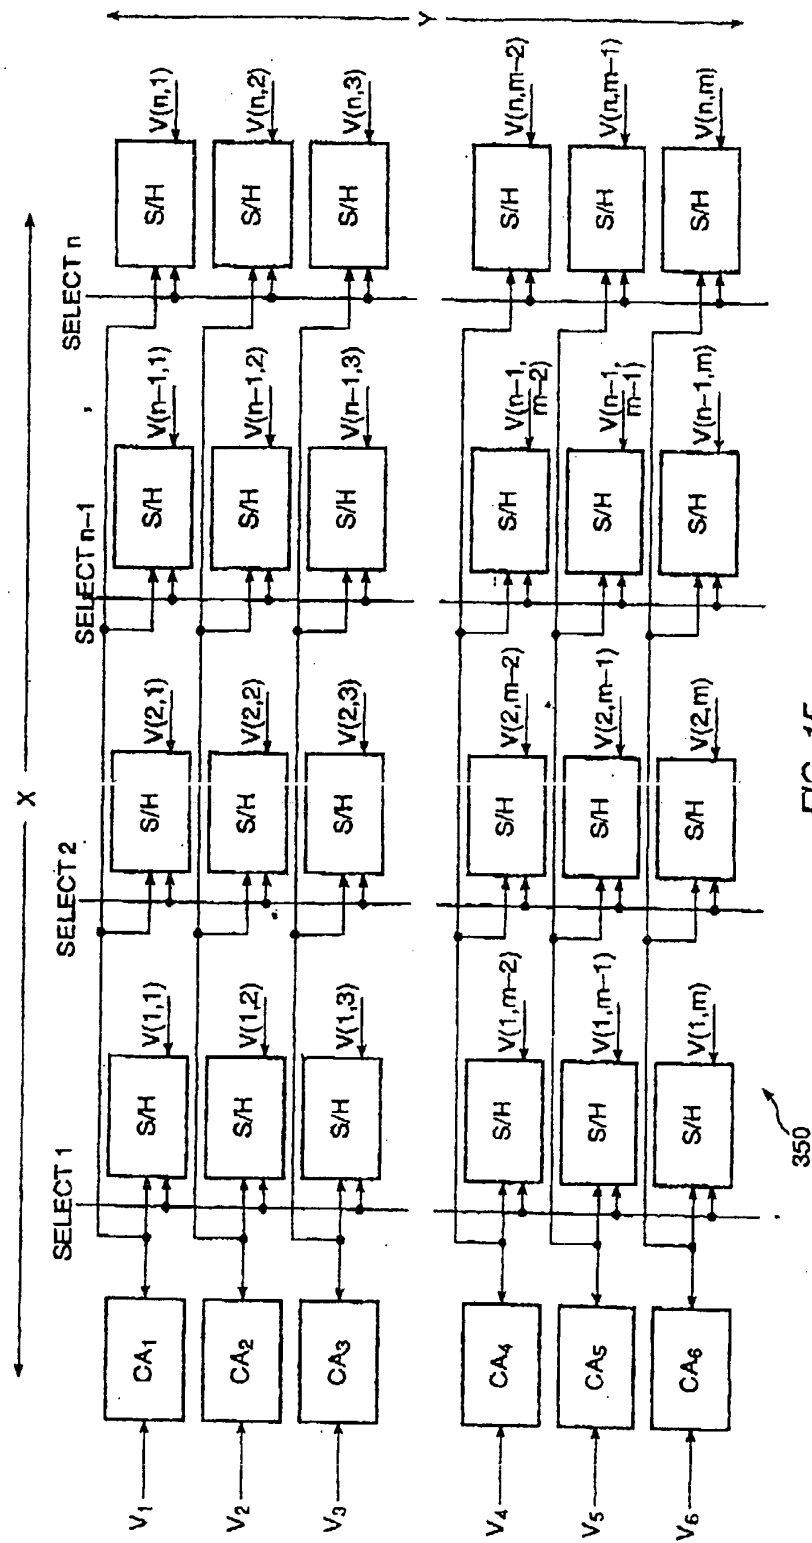 X
SELECT 1
SELECT 2
SELECT n−1
SELECT n
Y
V1
CA1
S/H
V(1,1)
S/H
V(2,1)
S/H
V(n−1,1)
S/H
V(n,1)
V2
CA2
S/H
V(1,2)
S/H
V(2,2)
S/H
V(n−1,2)
S/H
V(n,2)
V3
CA3
S/H
V(1,3)
S/H
V(2,3)
S/H
V(n−1,3)
S/H
V(n,3)
V4
CA4
S/H
V(1,m−2)
S/H
V(2,m−2)
S/H
V(n−1,
m−2)
S/H
V(n,m−2)
V5
CA5
S/H
V(1,m−1)
S/H
V(2,m−1)
S/H
V(n−1,
m−1)
S/H
V(n,m−1)
V6
CA6
S/H
V(1,m)
S/H
V(2,m)
S/H
V(n−1,m)
S/H
V(n,m)
350
FIG. 15